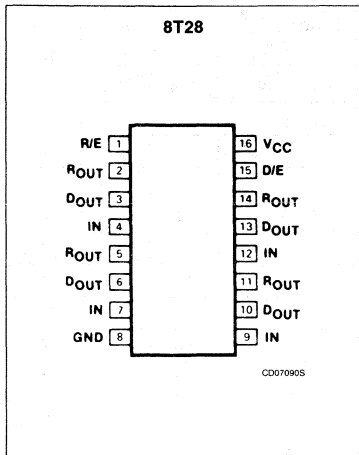 8T28
R/E 1 16 VCC
ROUT 2 15 D/E
DOUT 3 14 ROUT
IN 4 13 DOUT
ROUT 5 12 IN
DOUT 6 11 ROUT
IN 7 10 DOUT
GND 8 9 IN
CD07090S